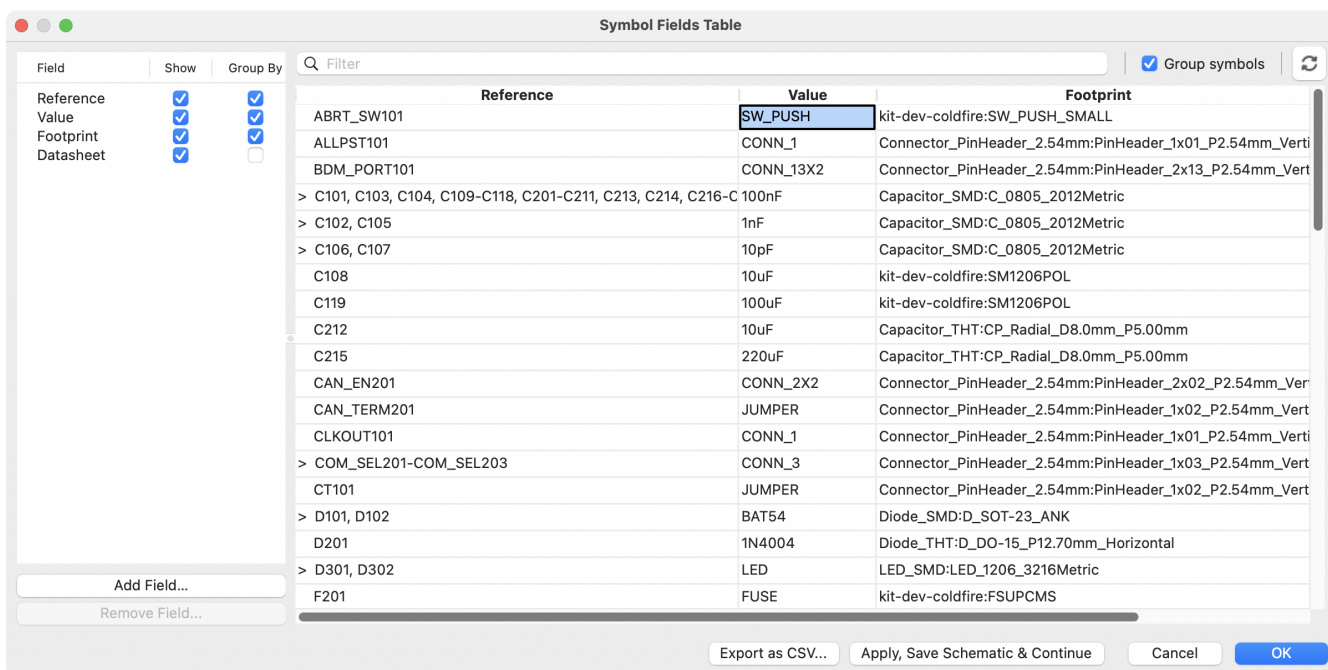 Symbol Fields Table
Field Show Group By
Reference
Value
Footprint
Datasheet
Add Field...
Remove Field...
Filter
Group symbols
Reference Value Footprint
ABRT_SW101 SW_PUSH kit-dev-coldfire:SW_PUSH_SMALL
ALLPST101 CONN_1 Connector_PinHeader_2.54mm:PinHeader_1x01_P2.54mm_Verti
BDM_PORT101 CONN_13X2 Connector_PinHeader_2.54mm:PinHeader_2x13_P2.54mm_Vert
> C101, C103, C104, C109-C118, C201-C211, C213, C214, C216-C 100nF Capacitor_SMD:C_0805_2012Metric
> C102, C105 1nF Capacitor_SMD:C_0805_2012Metric
> C106, C107 10pF Capacitor_SMD:C_0805_2012Metric
C108 10uF kit-dev-coldfire:SM1206POL
C119 100uF kit-dev-coldfire:SM1206POL
C212 10uF Capacitor_THT:CP_Radial_D8.0mm_P5.00mm
C215 220uF Capacitor_THT:CP_Radial_D8.0mm_P5.00mm
CAN_EN201 CONN_2X2 Connector_PinHeader_2.54mm:PinHeader_2x02_P2.54mm_Ver
CAN_TERM201 JUMPER Connector_PinHeader_2.54mm:PinHeader_1x02_P2.54mm_Vert
CLKOUT101 CONN_1 Connector_PinHeader_2.54mm:PinHeader_1x01_P2.54mm_Verti
> COM_SEL201-COM_SEL203 CONN_3 Connector_PinHeader_2.54mm:PinHeader_1x03_P2.54mm_Vert
CT101 JUMPER Connector_PinHeader_2.54mm:PinHeader_1x02_P2.54mm_Vert
> D101, D102 BAT54 Diode_SMD:D_SOT-23_ANK
D201 1N4004 Diode_THT:D_DO-15_P12.70mm_Horizontal
> D301, D302 LED LED_SMD:LED_1206_3216Metric
F201 FUSE kit-dev-coldfire:FSUPCMS
Export as CSV... Apply, Save Schematic & Continue Cancel OK